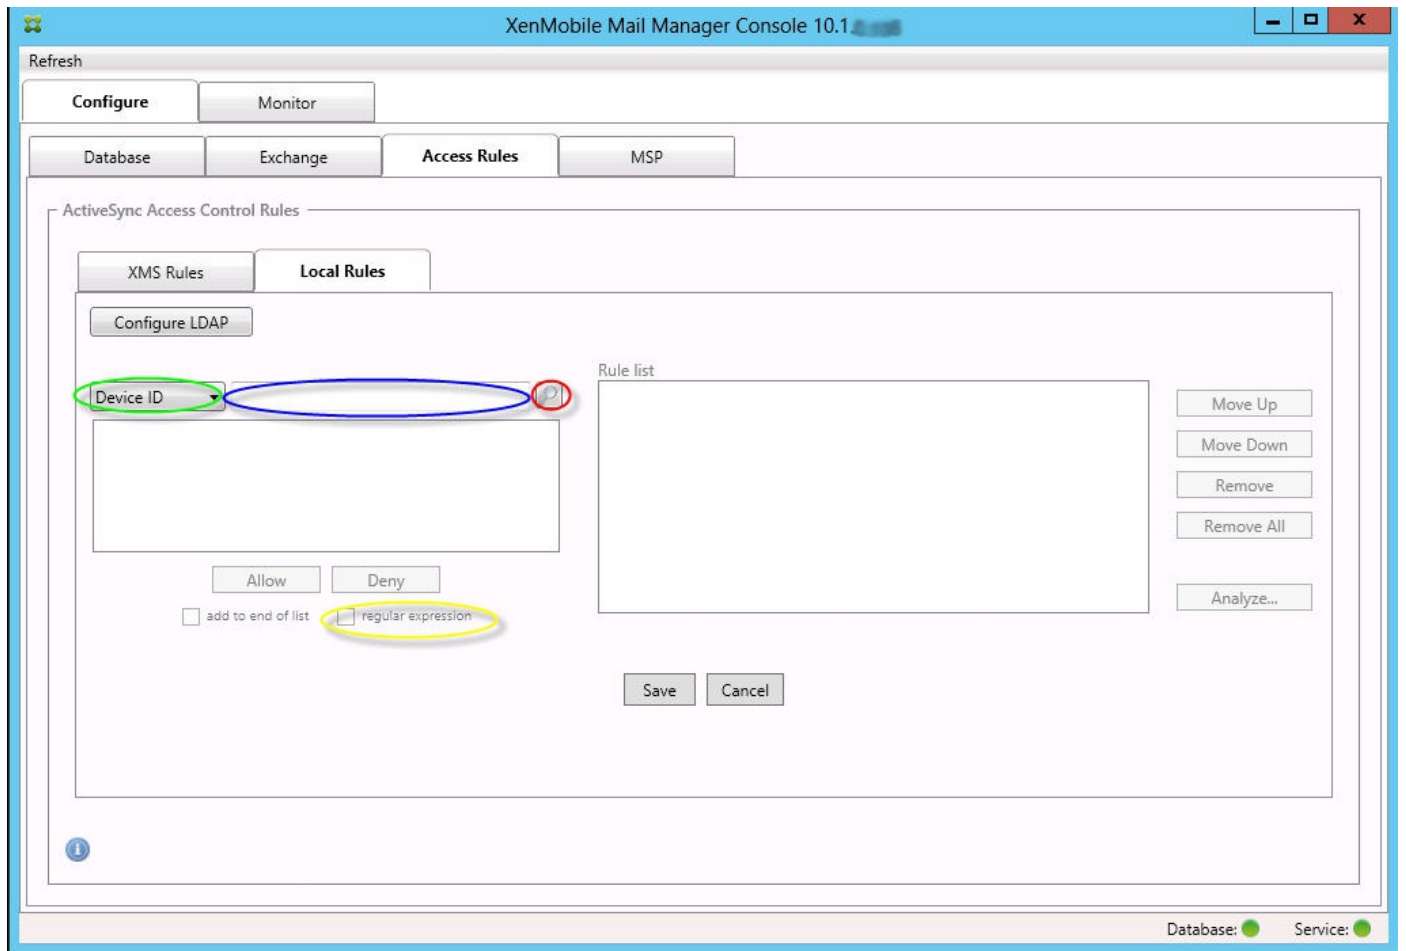 XenMobile Mail Manager Console 10.1.
Refresh
Configure Monitor
Database Exchange Access Rules MSP
ActiveSync Access Control Rules
XMS Rules Local Rules
Configure LDAP
Rule list
Device ID
Move Up
Move Down
Remove
Remove All
Allow Deny
Analyze...
add to end of list regular expression
Save Cancel
Database: Service: